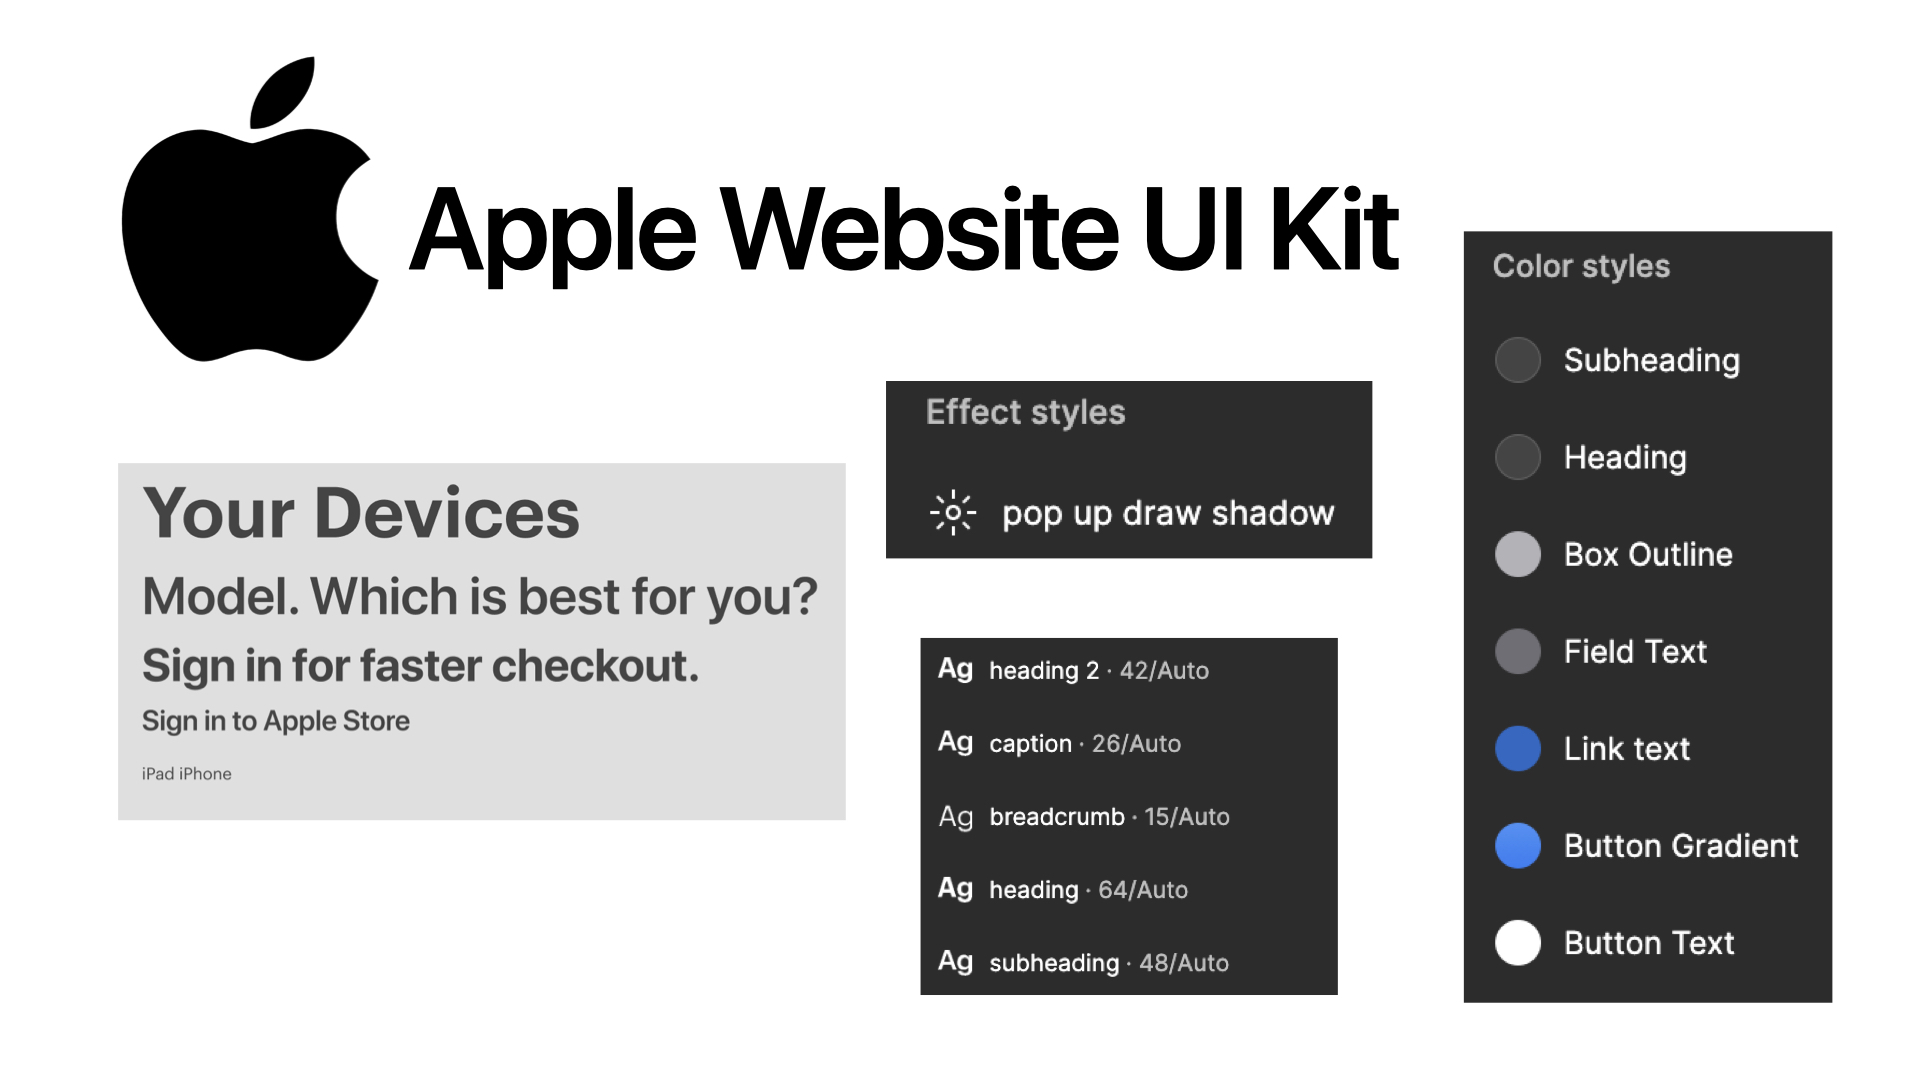 Apple Website UI Kit
Your Devices
Model. Which is best for you?
Sign in for faster checkout.
Sign in to Apple Store
iPad iPhone
Effect styles
pop up draw shadow
Ag heading 2 · 42/Auto
Ag caption · 26/Auto
Ag breadcrumb · 15/Auto
Ag heading · 64/Auto
Ag subheading · 48/Auto
Color styles
Subheading
Heading
Box Outline
Field Text
Link text
Button Gradient
Button Text